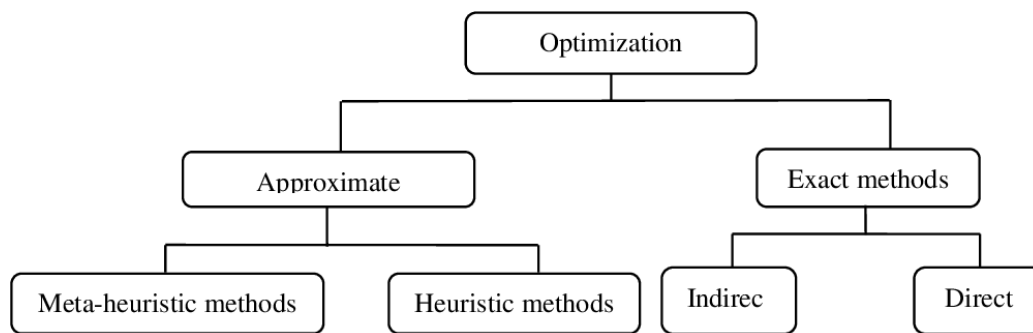 Optimization
Approximate
Exact methods
Meta-heuristic methods
Heuristic methods
Indirec
Direct